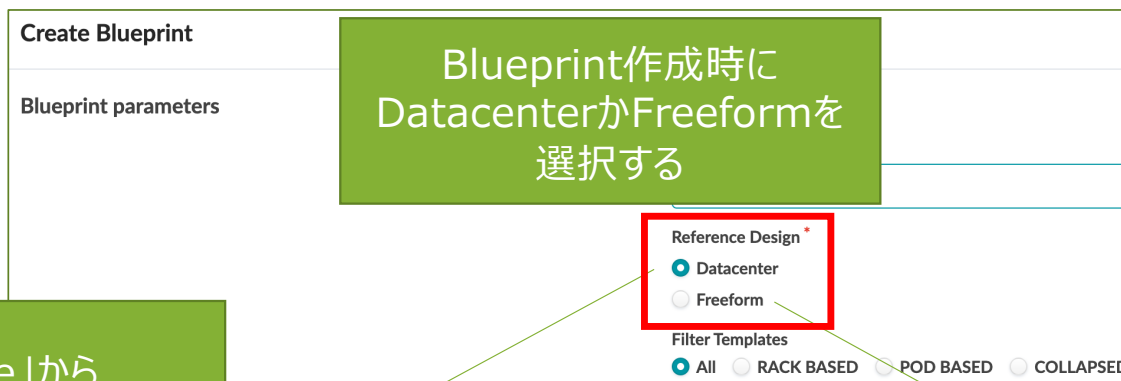 Create Blueprint
Blueprint作成時に
DatacenterかFreeformを
選択する
Blueprint parameters
Reference Design *
Datacenter
Freeform
Filter Templates
All RACK BASED POD BASED COLLAPSED
」から